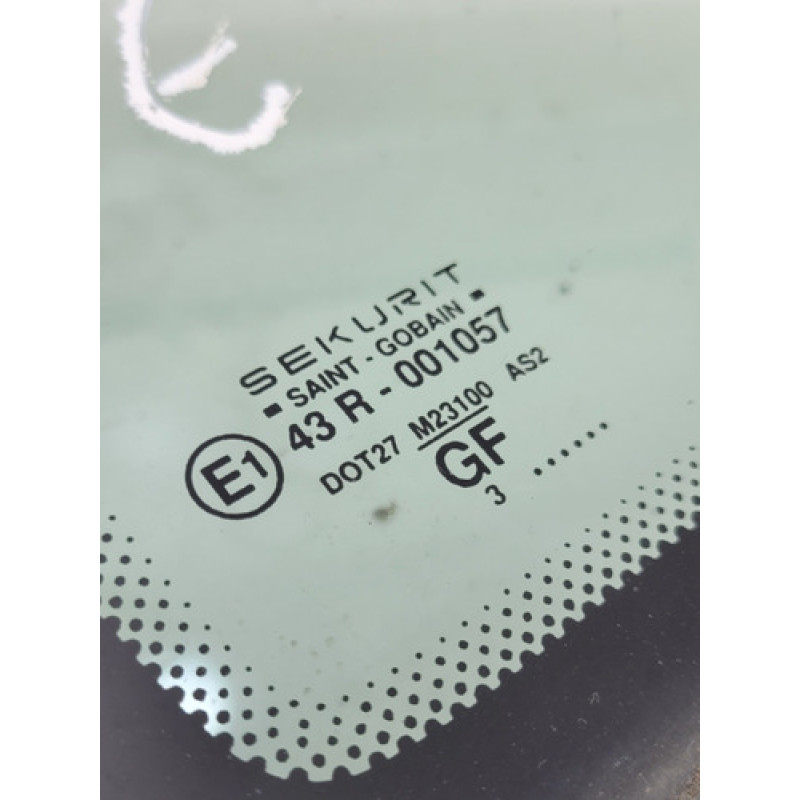 SEKURIT
▪ SAINT - GOBAIN ▪
E1 43 R - 001057
DOT27 M23100 AS2
GF
3 ......